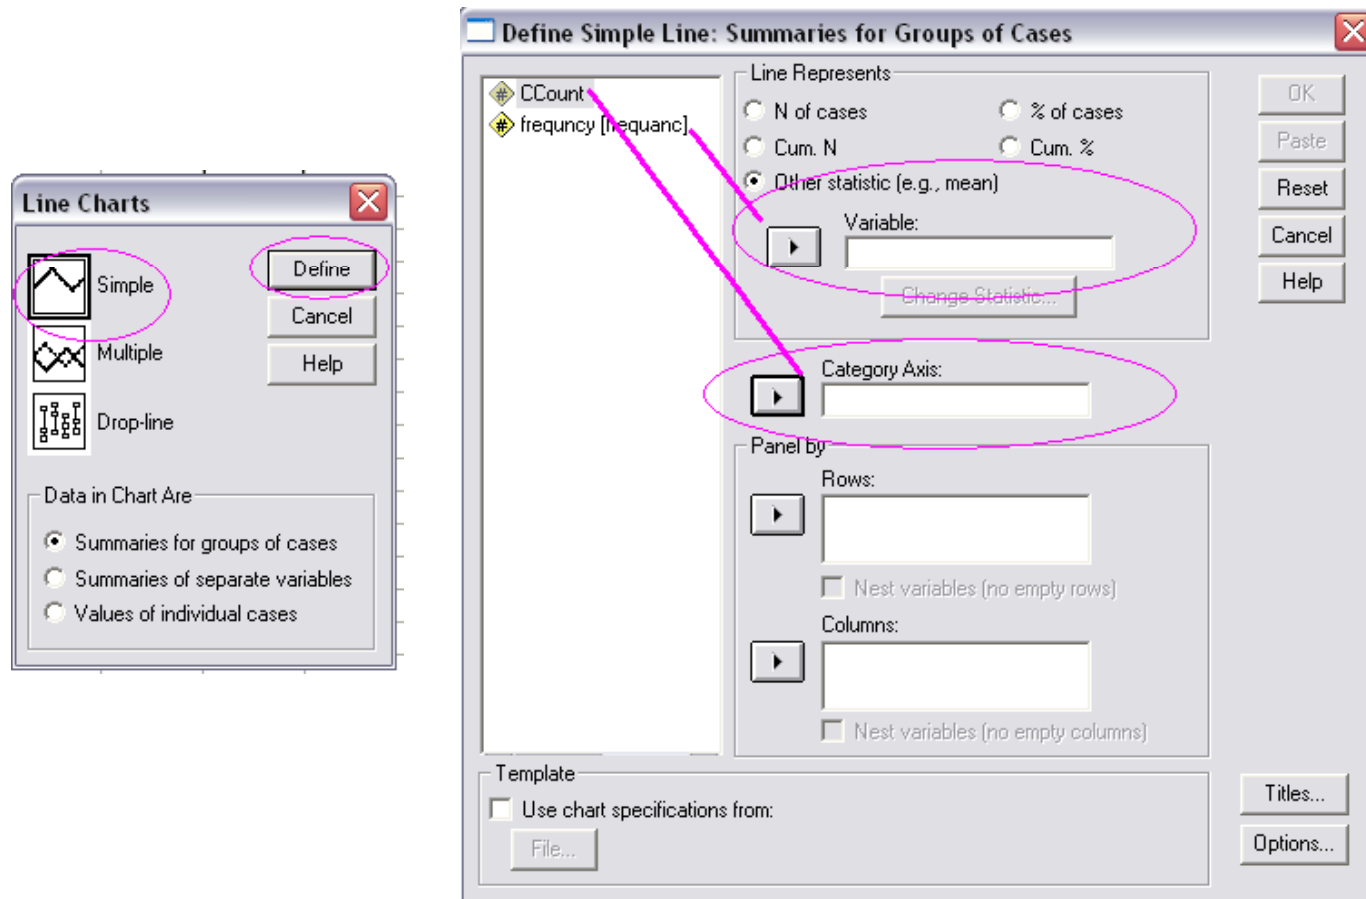 Line Charts
Simple
Define
Cancel
Multiple
Help
Drop-line
Data in Chart Are
Summaries for groups of cases
Summaries of separate variables
Values of individual cases
Define Simple Line: Summaries for Groups of Cases
# CCount
# frequncy [frequanc]
Line Represents
N of cases
% of cases
Cum. N
Cum. %
Other statistic (e.g., mean)
Variable:
Change Statistic...
Category Axis:
Panel by
Rows:
Nest variables (no empty rows)
Columns:
Nest variables (no empty columns)
OK
Paste
Reset
Cancel
Help
Template
Use chart specifications from:
File...
Titles...
Options...